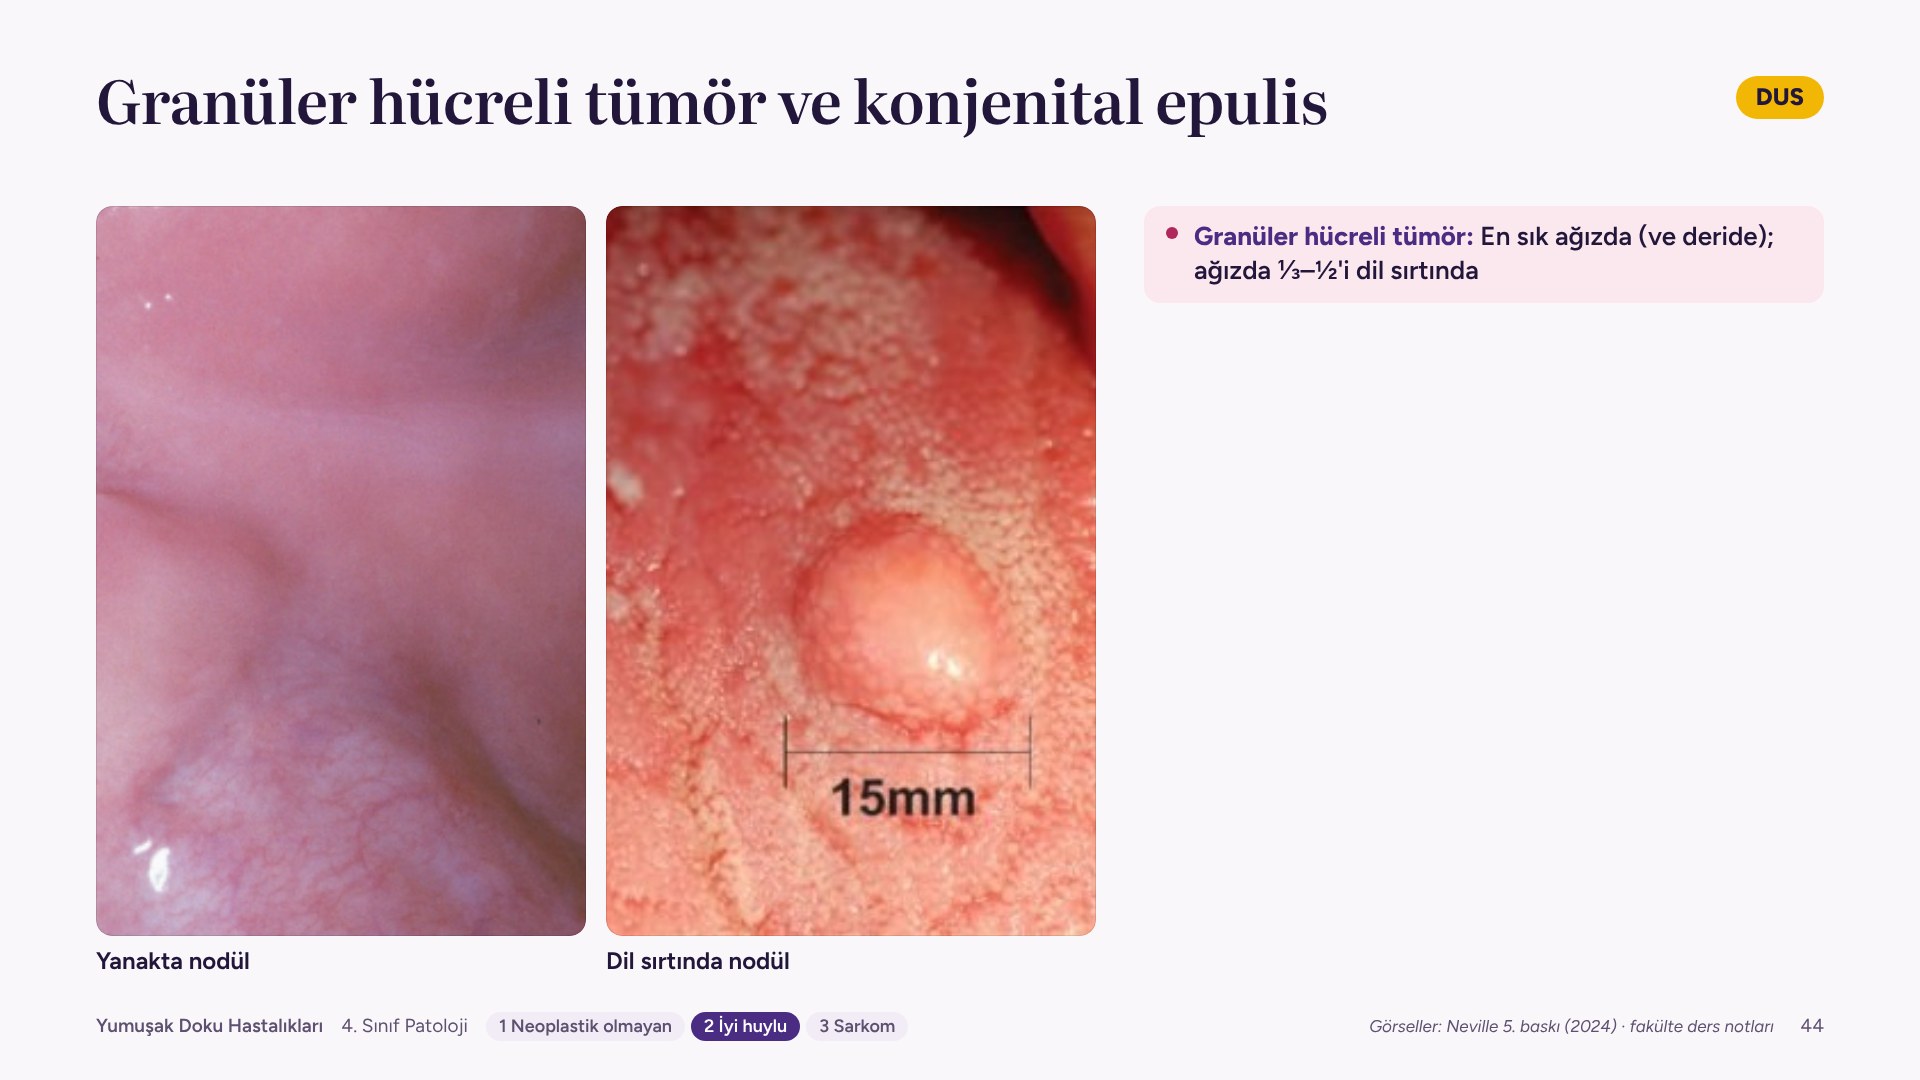 Granüler hücreli tümör ve konjenital epulis
DUS
15mm
Yanakta nodül
Dil sırtında nodül
Granüler hücreli tümör: En sık ağızda (ve deride);
ağızda ⅓–½'i dil sırtında
Yumuşak Doku Hastalıkları 4. Sınıf Patoloji 1 Neoplastik olmayan 2 İyi huylu 3 Sarkom
Görseller: Neville 5. baskı (2024) · fakülte ders notları 44